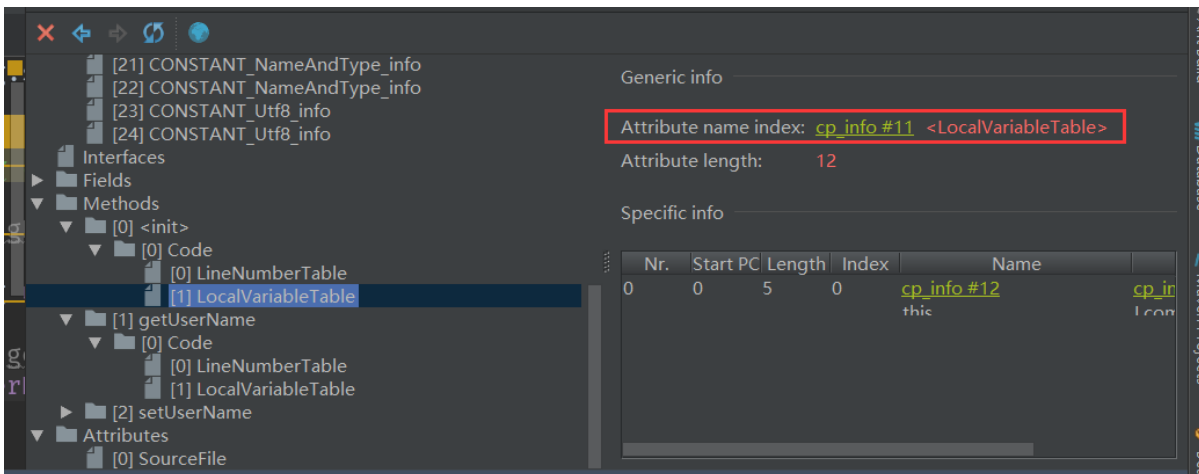 [21] CONSTANT_NameAndType_info
[22] CONSTANT_NameAndType_info
[23] CONSTANT_Utf8_info
[24] CONSTANT_Utf8_info
Interfaces
Fields
Methods
[0] <init>
[0] Code
[0] LineNumberTable
[1] LocalVariableTable
[1] getUserName
[0] Code
[0] LineNumberTable
[1] LocalVariableTable
[2] setUserName
Attributes
[0] SourceFile
Generic info
Attribute name index: cp_info #11 <LocalVariableTable>
Attribute length: 12
Specific info
Nr. Start PC Length Index Name
0 0 5 0 cp_info #12 cp_in
this